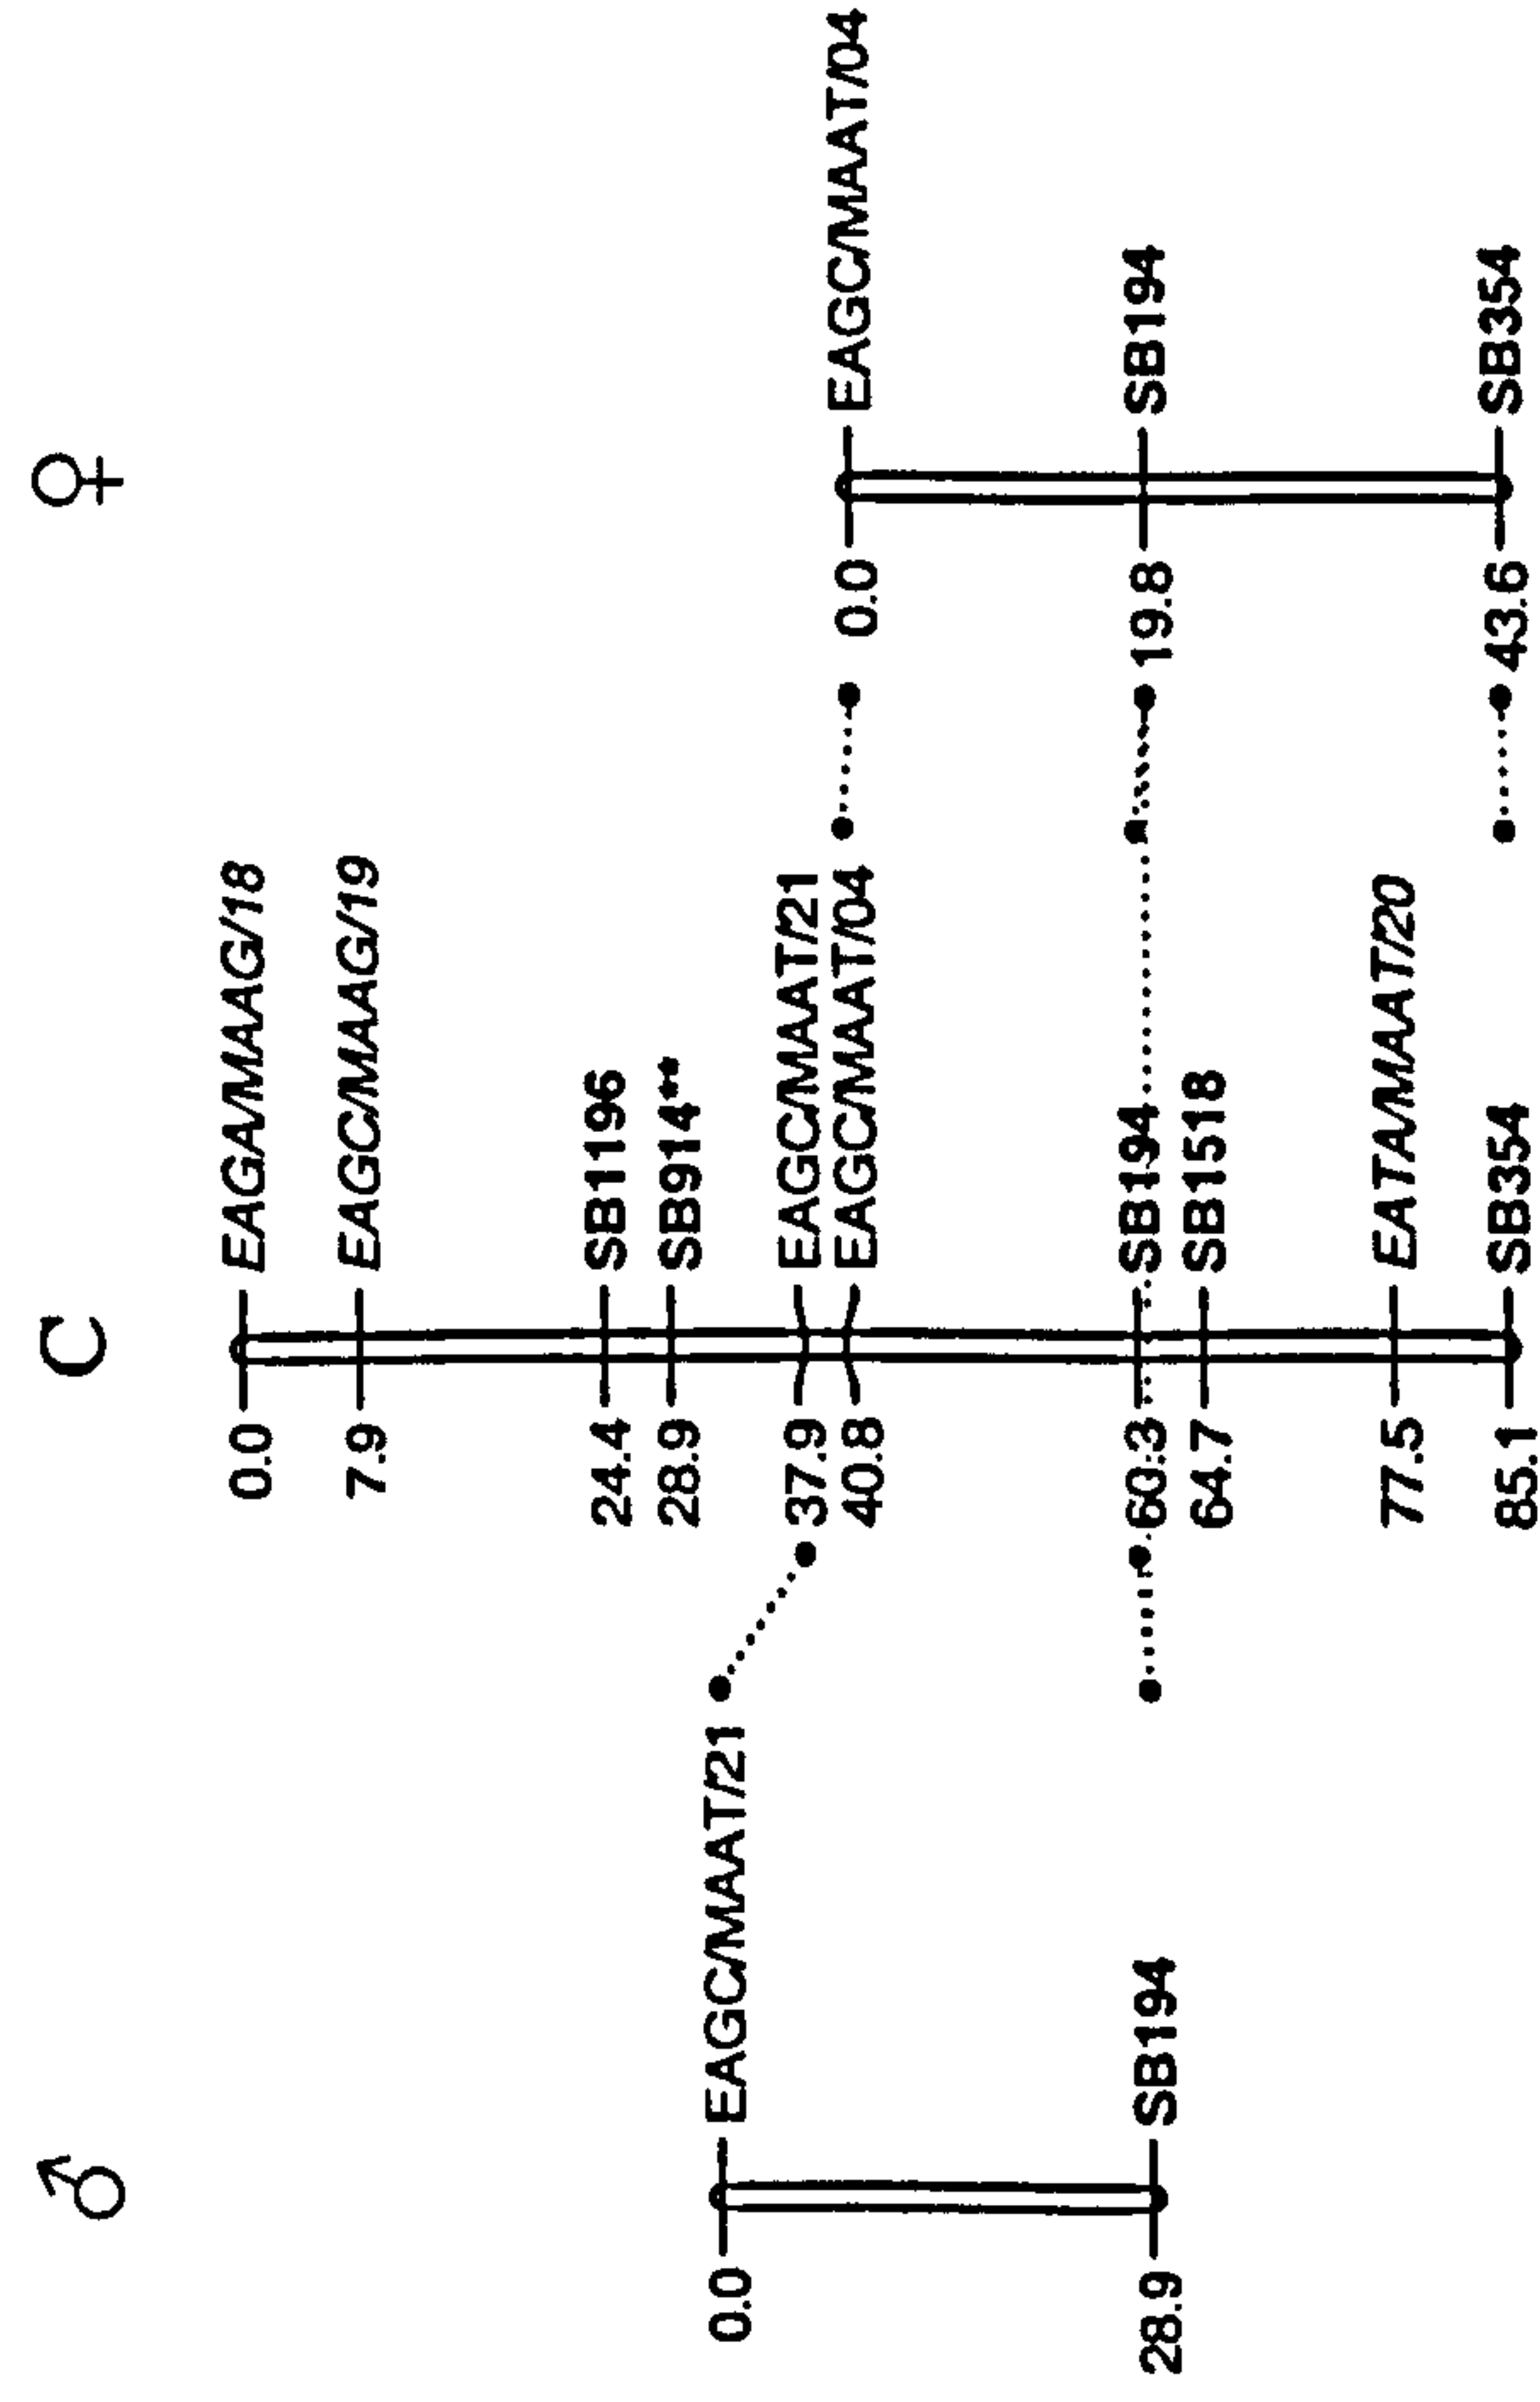 ♂
0.0 EAGC/MAAT/21
28.9 SB194
C
0.0 EAGA/MAAG/18
7.9 EAGC/MAAG/19
24.4 SB1196
28.9 SB914**
37.9 EAGC/MAAT/21
40.8 EAGC/MAAT/04
60.3 SB194
64.7 SB1518
77.5 EATA/MAAT/20
85.1 SB354
♀
0.0 EAGC/MAAT/04
19.8 SB194
43.6 SB354